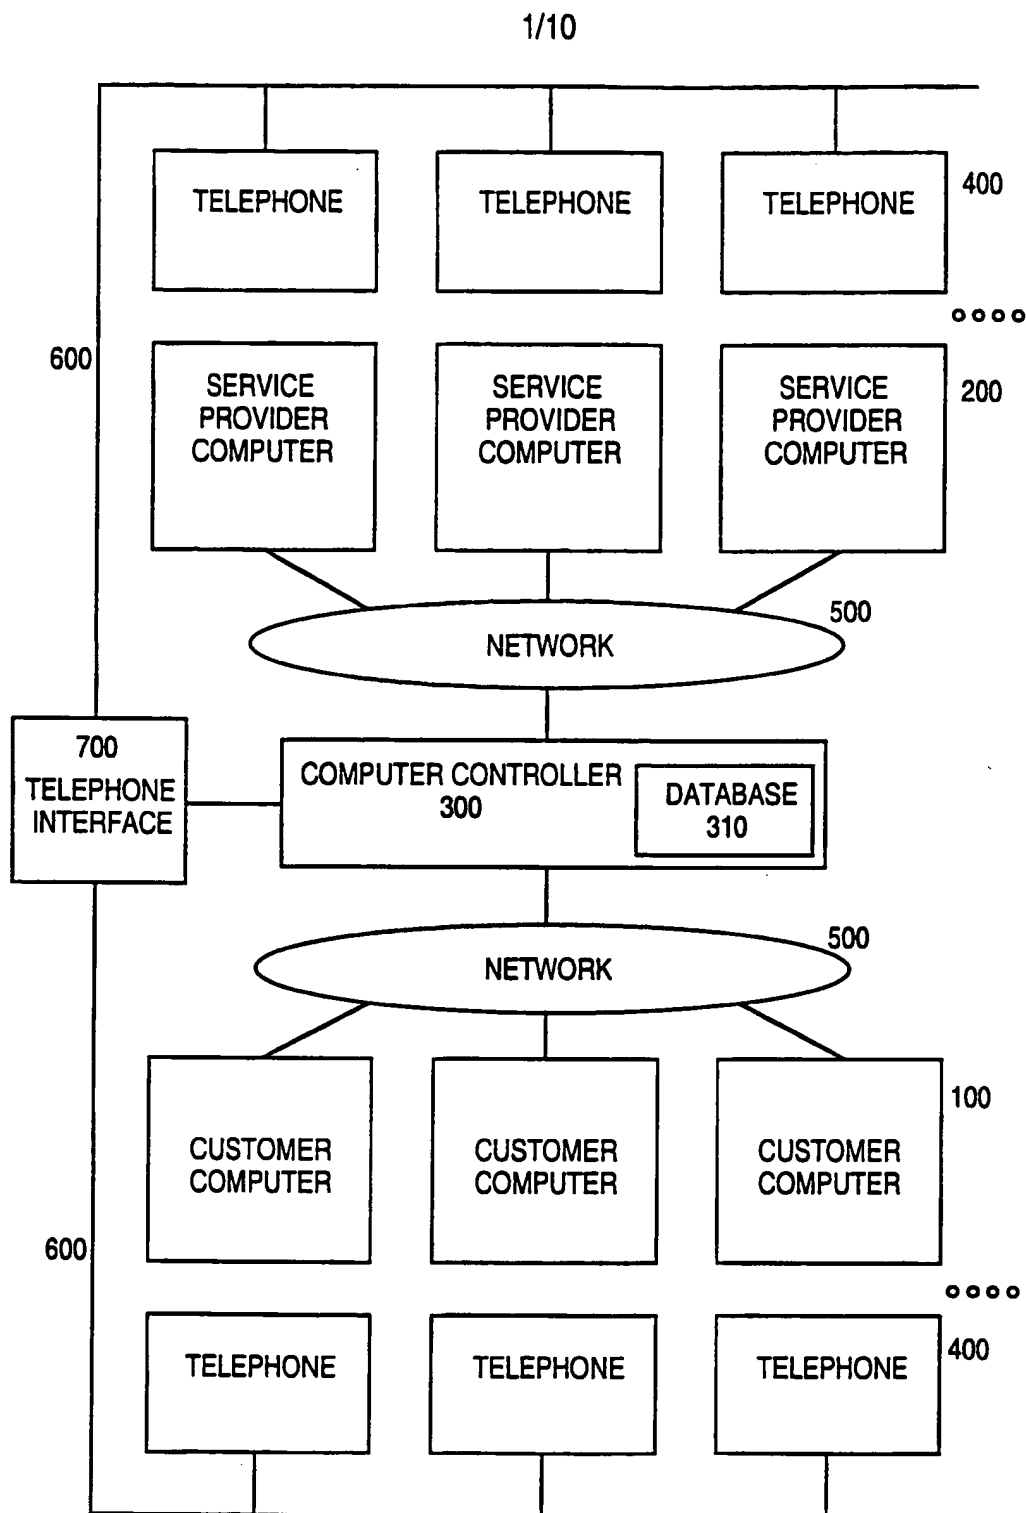 1/10
TELEPHONE
TELEPHONE
TELEPHONE
400
600
SERVICE
PROVIDER
COMPUTER
SERVICE
PROVIDER
COMPUTER
SERVICE
PROVIDER
COMPUTER
200
500
NETWORK
700
TELEPHONE
INTERFACE
COMPUTER CONTROLLER
300
DATABASE
310
500
NETWORK
CUSTOMER
COMPUTER
CUSTOMER
COMPUTER
CUSTOMER
COMPUTER
100
600
TELEPHONE
TELEPHONE
TELEPHONE
400